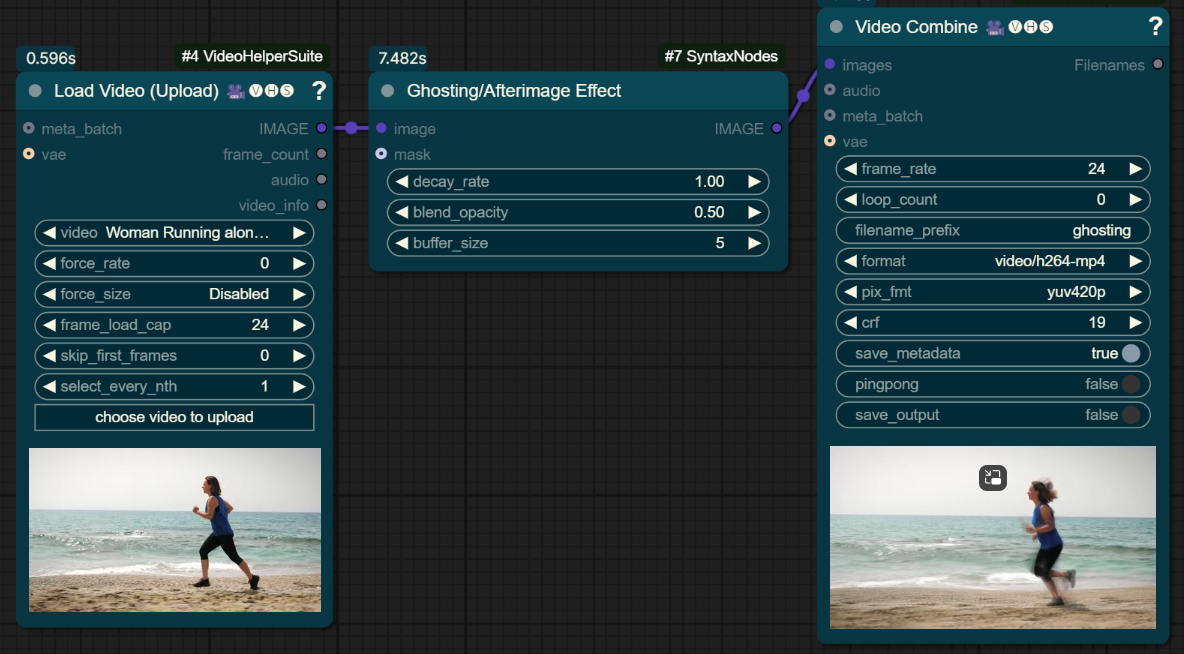 0.596s
#4 VideoHelperSuite
Load Video (Upload) 🎥🅥🅗🅢
?
meta_batch
IMAGE
vae
frame_count
audio
video_info
video Woman Running alon…
force_rate 0
force_size Disabled
frame_load_cap 24
skip_first_frames 0
select_every_nth 1
choose video to upload
7.482s
#7 SyntaxNodes
Ghosting/Afterimage Effect
image
IMAGE
mask
decay_rate 1.00
blend_opacity 0.50
buffer_size 5
Video Combine 🎥🅥🅗🅢
?
images
Filenames
audio
meta_batch
vae
frame_rate 24
loop_count 0
filename_prefix ghosting
format video/h264-mp4
pix_fmt yuv420p
crf 19
save_metadata true
pingpong false
save_output false